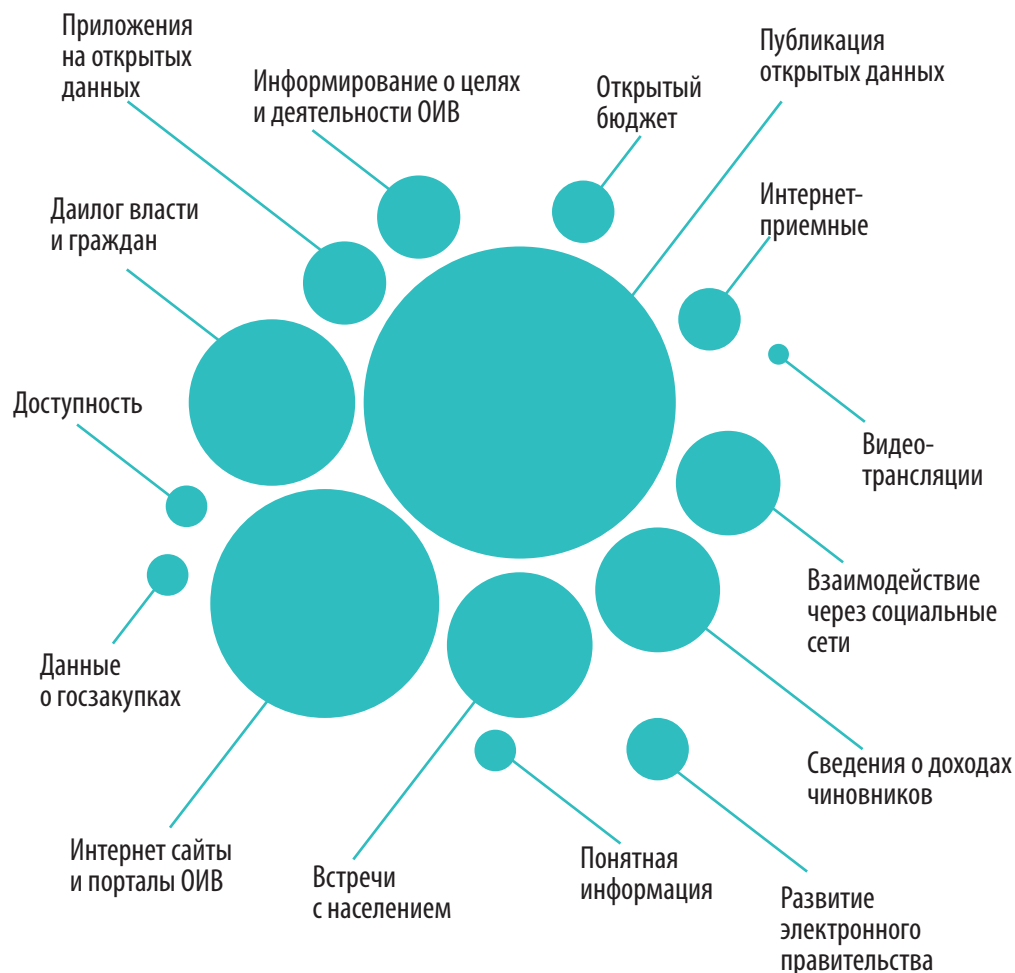 Приложения
на открытых
данных
Информирование о целях
и деятельности ОИВ
Открытый
бюджет
Публикация
открытых данных
Даилог власти
и граждан
Интернет-
приемные
Доступность
Видео-
трансляции
Взаимодействие
через социальные
сети
Данные
о госзакупках
Сведения о доходах
чиновников
Интернет сайты
и порталы ОИВ
Встречи
с населением
Понятная
информация
Развитие
электронного
правительства